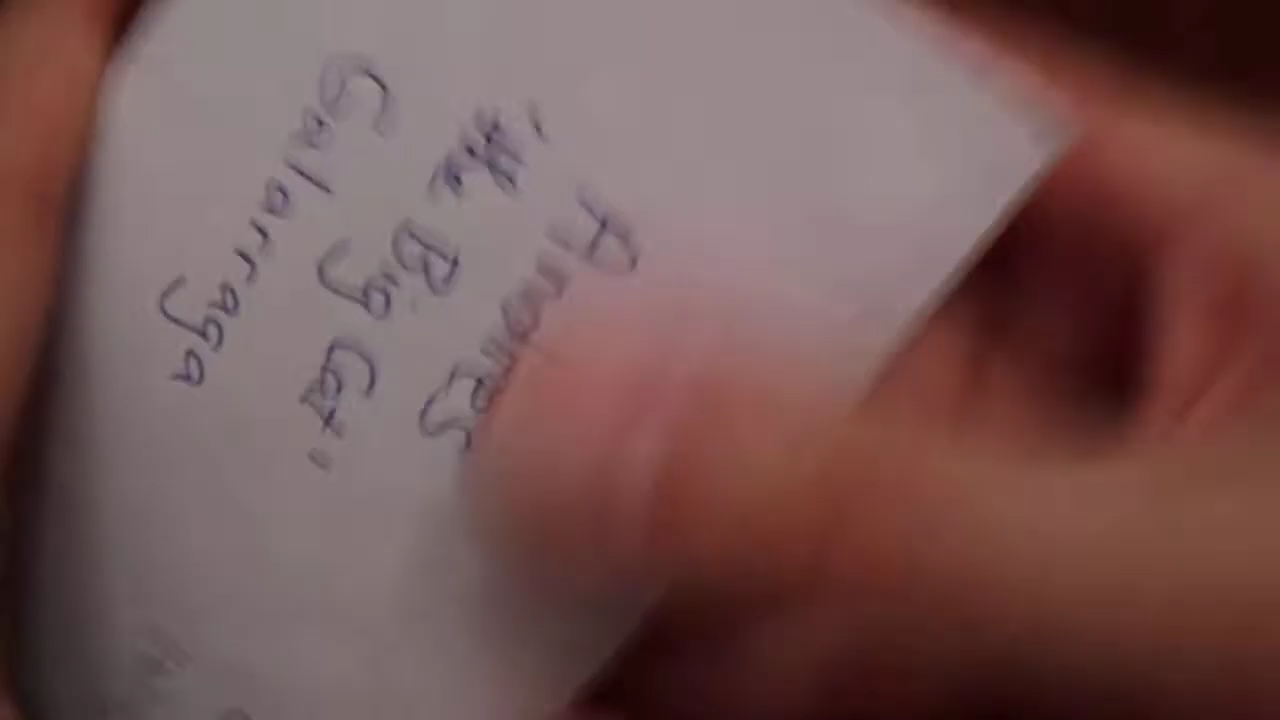 Andres
"the Big Cat"
Galarraga